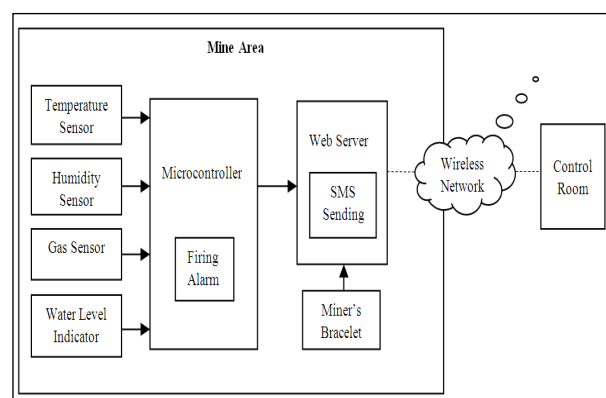 Mine Area
Temperature
Sensor
Humidity
Sensor
Gas Sensor
Water Level
Indicator
Microcontroller
Firing
Alarm
Web Server
SMS
Sending
Miner's
Bracelet
Wireless
Network
Control
Room